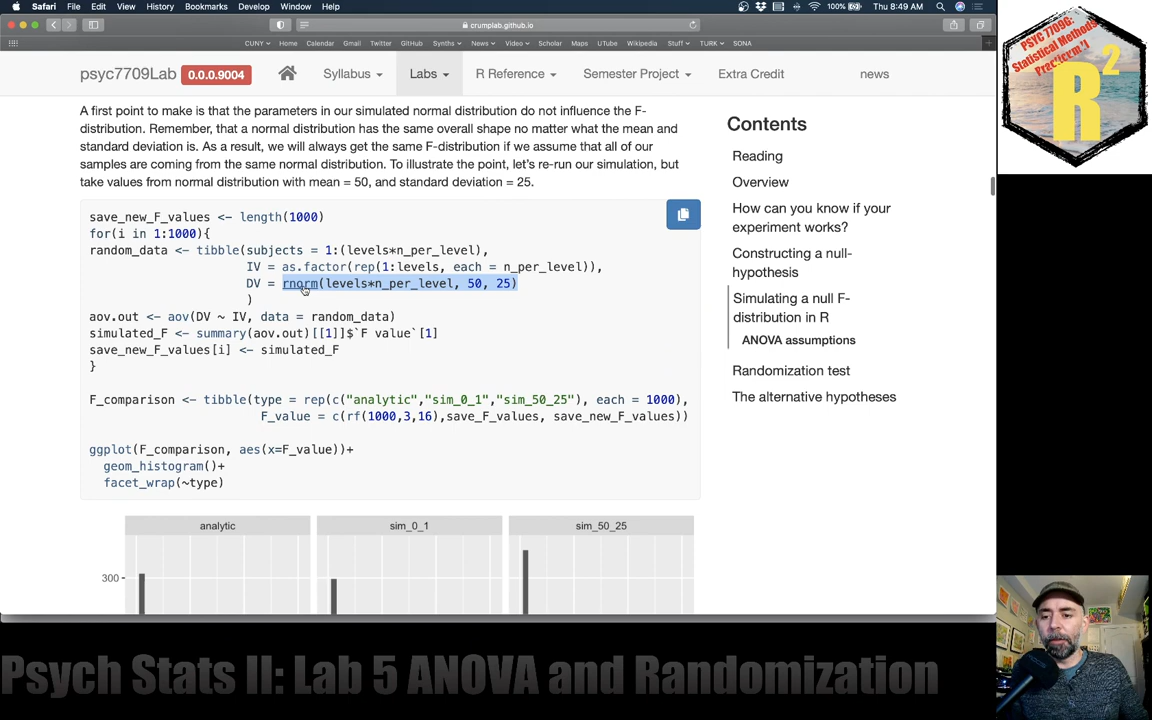 Safari File Edit View History Bookmarks Develop Window Help
100% Thu 8:49 AM
crumplab.github.io
CUNY Home Calendar Gmail Twitter GitHub Synths News Video Scholar Maps UTube Wikipedia Stuff TURK SONA
psyc7709Lab 0.0.0.9004 Syllabus Labs R Reference Semester Project Extra Credit news
A first point to make is that the parameters in our simulated normal distribution do not influence the F-
distribution. Remember, that a normal distribution has the same overall shape no matter what the mean and
standard deviation is. As a result, we will always get the same F-distribution if we assume that all of our
samples are coming from the same normal distribution. To illustrate the point, let's re-run our simulation, but
take values from normal distribution with mean = 50, and standard deviation = 25.
save_new_F_values <- length(1000)
for(i in 1:1000){
random_data <- tibble(subjects = 1:(levels*n_per_level),
IV = as.factor(rep(1:levels, each = n_per_level)),
DV = rnorm(levels*n_per_level, 50, 25)
)
aov.out <- aov(DV ~ IV, data = random_data)
simulated_F <- summary(aov.out)[[1]]$`F value`[1]
save_new_F_values[i] <- simulated_F
}
F_comparison <- tibble(type = rep(c("analytic","sim_0_1","sim_50_25"), each = 1000),
F_value = c(rf(1000,3,16),save_F_values, save_new_F_values))
ggplot(F_comparison, aes(x=F_value))+
geom_histogram()+
facet_wrap(~type)
analytic sim_0_1 sim_50_25
300
Contents
Reading
Overview
How can you know if your
experiment works?
Constructing a null-
hypothesis
Simulating a null F-
distribution in R
ANOVA assumptions
Randomization test
The alternative hypotheses
PSYC 7709G:
Statistical Methods
Practicum 1
R2
Psych Stats II: Lab 5 ANOVA and Randomization